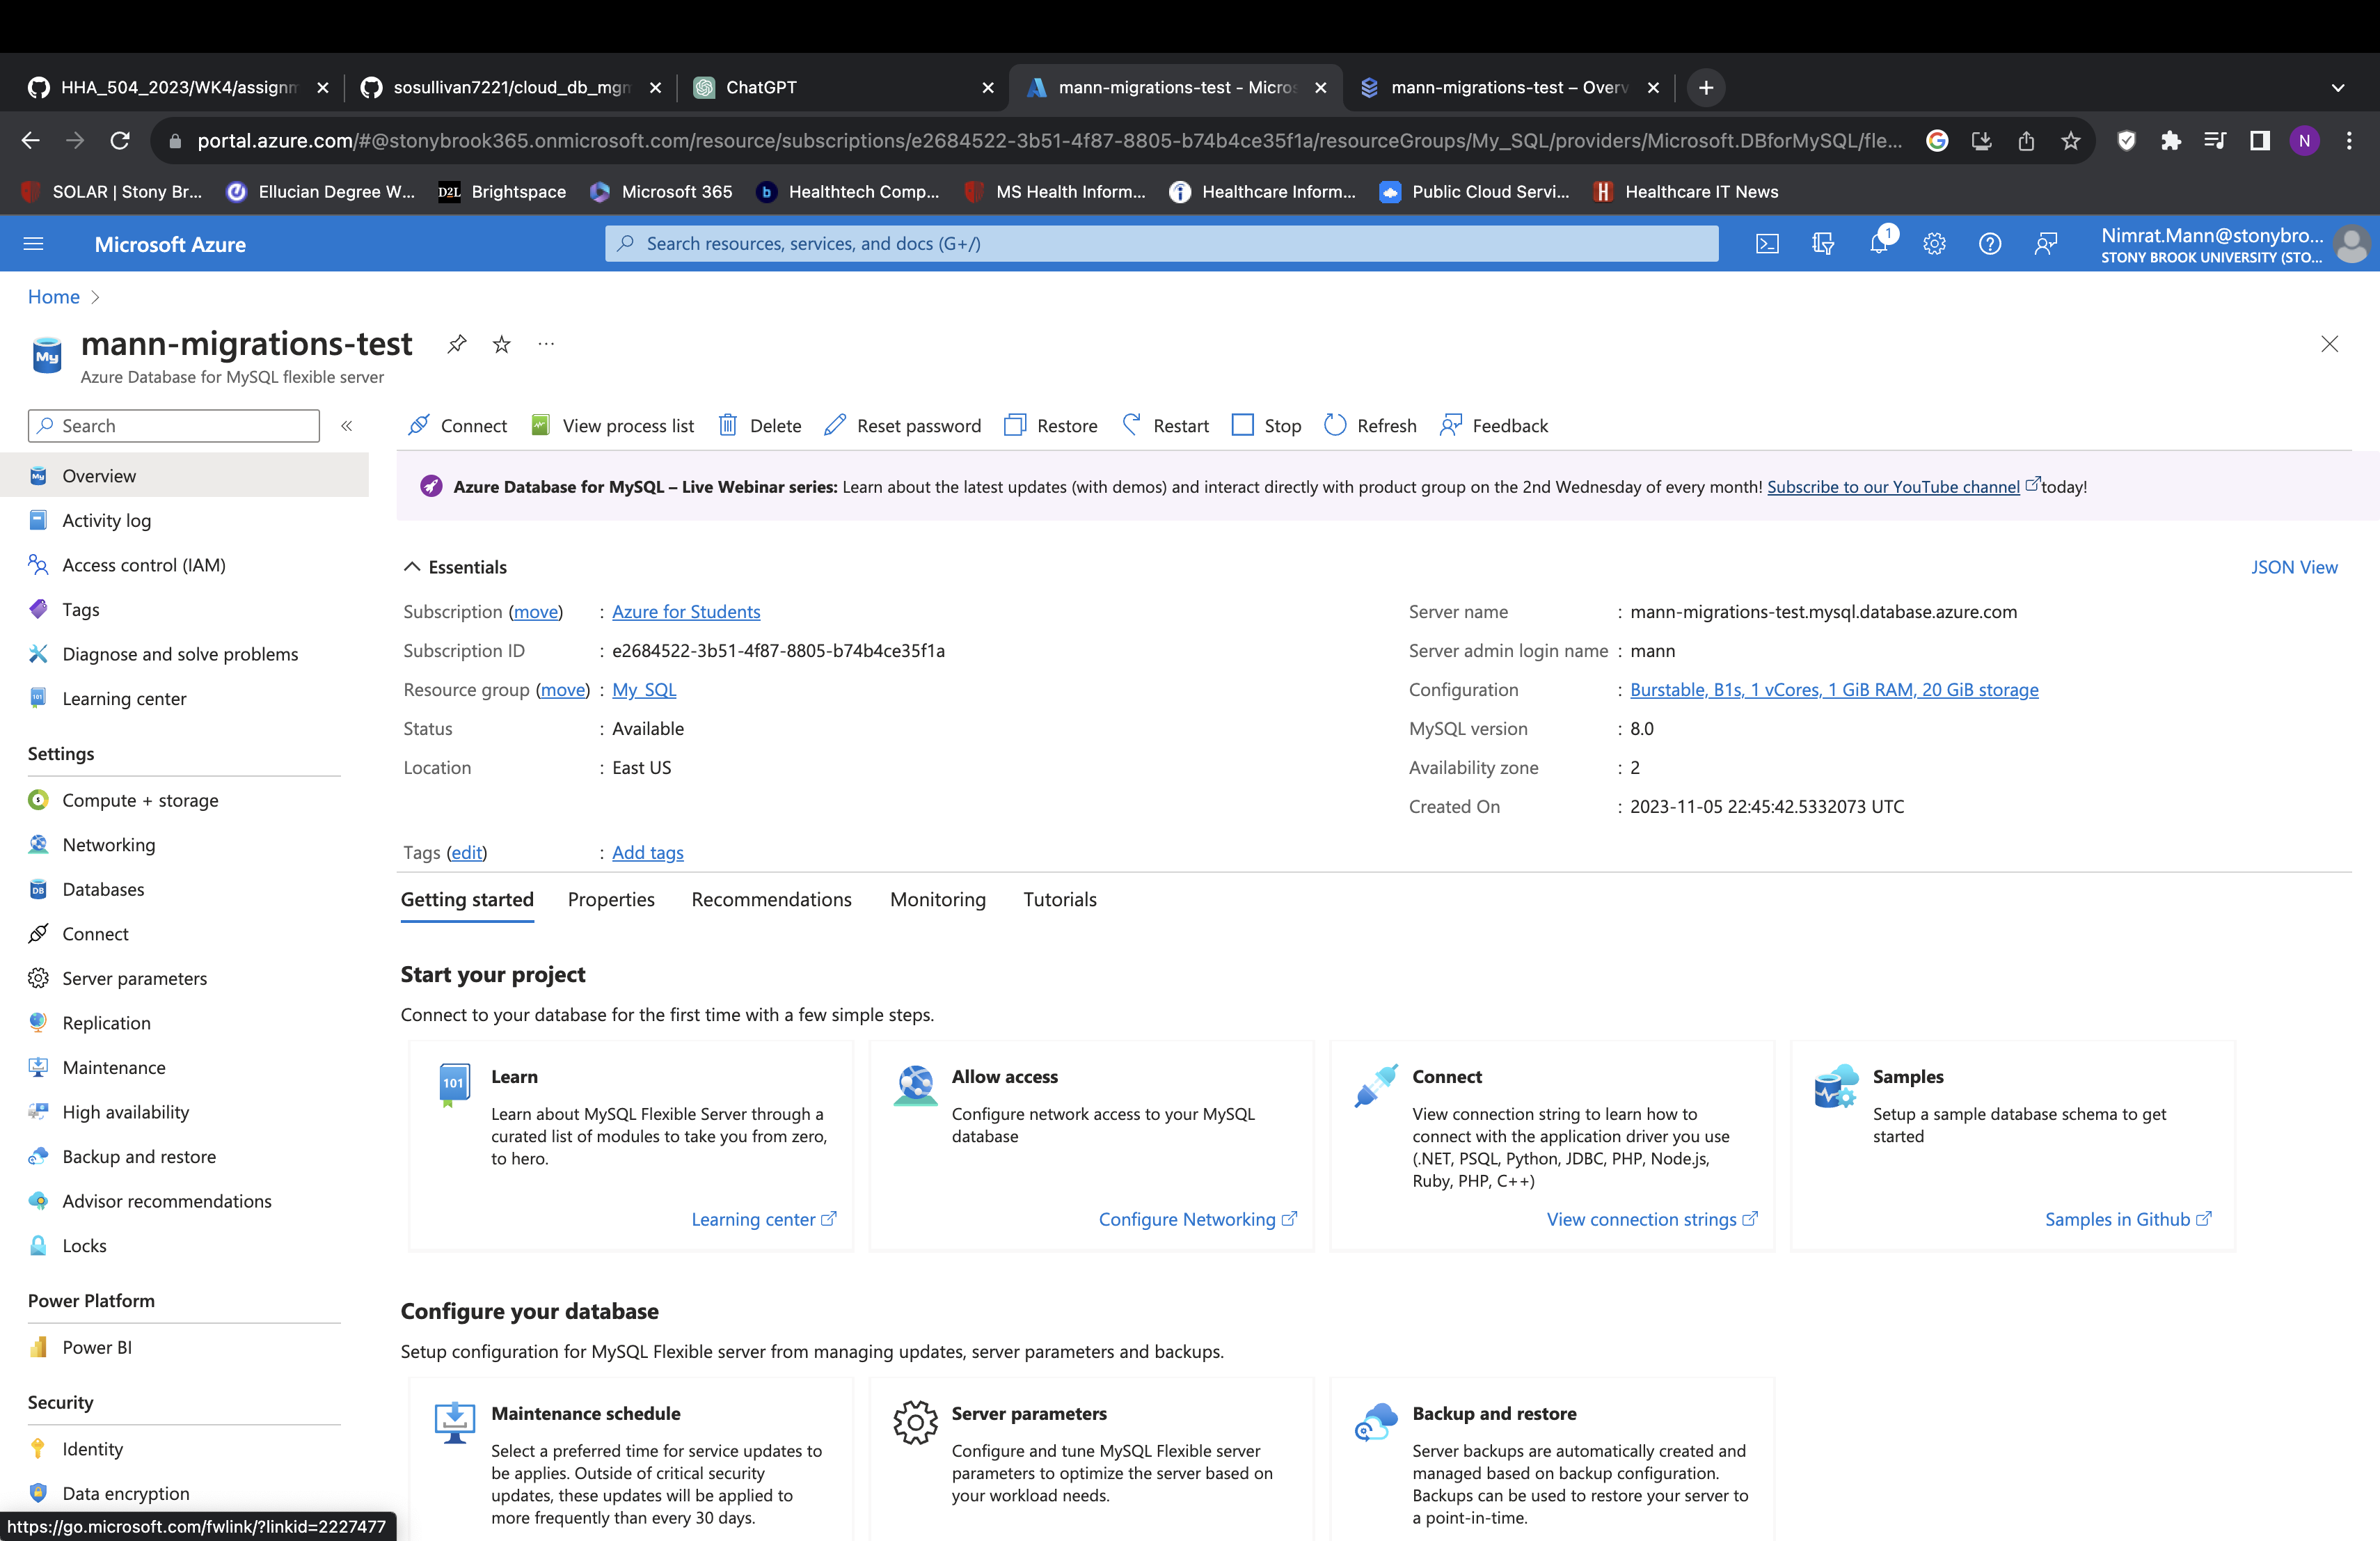 HHA_504_2023/WK4/assignm
sosullivan7221/cloud_db_mgm
ChatGPT
mann-migrations-test - Micros
mann-migrations-test – Overv
portal.azure.com/#@stonybrook365.onmicrosoft.com/resource/subscriptions/e2684522-3b51-4f87-8805-b74b4ce35f1a/resourceGroups/My_SQL/providers/Microsoft.DBforMySQL/fle...
N
SOLAR | Stony Br...
Ellucian Degree W...
D2L Brightspace
Microsoft 365
b Healthtech Comp...
MS Health Inform...
Healthcare Inform...
Public Cloud Servi...
H Healthcare IT News
Microsoft Azure
Search resources, services, and docs (G+/)
1
Nimrat.Mann@stonybro...
STONY BROOK UNIVERSITY (STO...
Home
My
mann-migrations-test
Azure Database for MySQL flexible server
Search
Connect
View process list
Delete
Reset password
Restore
Restart
Stop
Refresh
Feedback
Overview
Activity log
Access control (IAM)
Tags
Diagnose and solve problems
Learning center
Settings
Compute + storage
Networking
Databases
Connect
Server parameters
Replication
Maintenance
High availability
Backup and restore
Advisor recommendations
Locks
Power Platform
Power BI
Security
Identity
Data encryption
https://go.microsoft.com/fwlink/?linkid=2227477
Azure Database for MySQL – Live Webinar series: Learn about the latest updates (with demos) and interact directly with product group on the 2nd Wednesday of every month! Subscribe to our YouTube channel today!
Essentials
JSON View
Subscription (move) : Azure for Students
Subscription ID : e2684522-3b51-4f87-8805-b74b4ce35f1a
Resource group (move) : My_SQL
Status : Available
Location : East US
Server name : mann-migrations-test.mysql.database.azure.com
Server admin login name : mann
Configuration : Burstable, B1s, 1 vCores, 1 GiB RAM, 20 GiB storage
MySQL version : 8.0
Availability zone : 2
Created On : 2023-11-05 22:45:42.5332073 UTC
Tags (edit) : Add tags
Getting started
Properties
Recommendations
Monitoring
Tutorials
Start your project
Connect to your database for the first time with a few simple steps.
101
Learn
Learn about MySQL Flexible Server through a
curated list of modules to take you from zero,
to hero.
Learning center
Allow access
Configure network access to your MySQL
database
Configure Networking
Connect
View connection string to learn how to
connect with the application driver you use
(.NET, PSQL, Python, JDBC, PHP, Node.js,
Ruby, PHP, C++)
View connection strings
Samples
Setup a sample database schema to get
started
Samples in Github
Configure your database
Setup configuration for MySQL Flexible server from managing updates, server parameters and backups.
Maintenance schedule
Select a preferred time for service updates to
be applies. Outside of critical security
updates, these updates will be applied to
more frequently than every 30 days.
Server parameters
Configure and tune MySQL Flexible server
parameters to optimize the server based on
your workload needs.
Backup and restore
Server backups are automatically created and
managed based on backup configuration.
Backups can be used to restore your server to
a point-in-time.